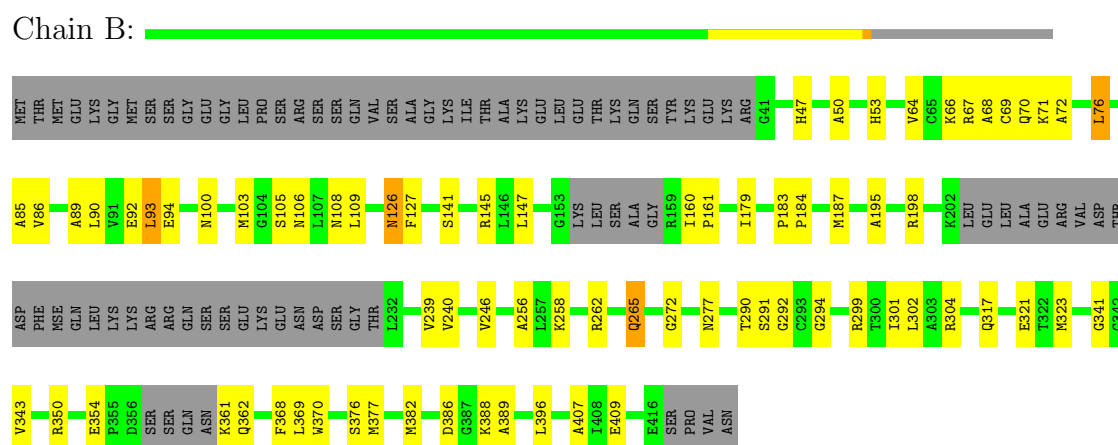 Chain B:
MET THR MET GLU LYS GLY MET SER SER GLY GLU GLY LEU PRO SER ARG SER SER GLN VAL SER ALA GLY LYS ILE THR ALA LYS GLU LEU GLU THR LYS GLN SER TYR LYS GLU LYS ARG G41 H47 A50 H53 V64 C65 K66 R67 A68 C69 Q70 K71 A72 L76
A85 V86 A89 L90 V91 E92 L93 E94 N100 M103 G104 S105 N106 L107 N108 L109 N126 F127 S141 R145 L146 L147 G153 LYS LEU SER ALA GLY R159 I160 P161 I179 P183 P184 M187 A195 R198 K202 LEU GLU LEU ALA GLU ARG VAL ASP THR
ASP PHE MSE GLN LEU LYS LYS ARG ARG GLN SER SER GLU LYS GLU ASN ASP SER GLY THR L232 V239 V240 V246 A256 L257 K258 R262 Q265 G272 N277 T290 S291 G292 C293 G294 R299 T300 I301 L302 A303 R304 Q317 E321 T322 M323 G341 G342
V343 R350 E354 P355 D356 SER SER GLN ASN K361 Q362 F368 L369 W370 S376 M377 M382 D386 G387 K388 A389 L396 A407 I408 E409 E416 SER PRO VAL ASN